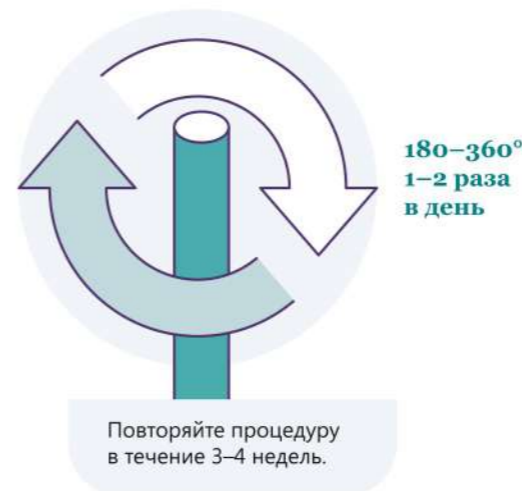 180–360°
1–2 раза
в день
Повторяйте процедуру
в течение 3–4 недель.